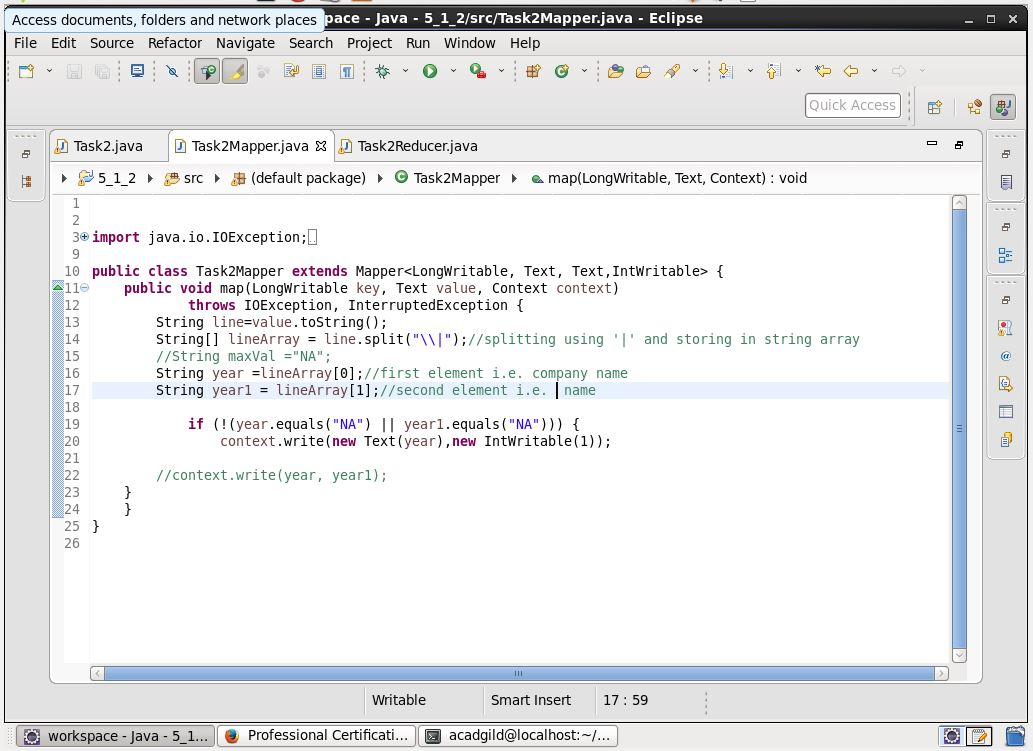 Access documents, folders and network places
space - Java - 5_1_2/src/Task2Mapper.java - Eclipse
File Edit Source Refactor Navigate Search Project Run Window Help
Quick Access
Task2.java Task2Mapper.java Task2Reducer.java
5_1_2 src (default package) Task2Mapper map(LongWritable, Text, Context) : void
1
2
3 import java.io.IOException;
9
10 public class Task2Mapper extends Mapper<LongWritable, Text, Text,IntWritable> {
11 public void map(LongWritable key, Text value, Context context)
12 throws IOException, InterruptedException {
13 String line=value.toString();
14 String[] lineArray = line.split("\\|");//splitting using '|' and storing in string array
15 //String maxVal ="NA";
16 String year =lineArray[0];//first element i.e. company name
17 String year1 = lineArray[1];//second element i.e. name
18
19 if (!(year.equals("NA") || year1.equals("NA"))) {
20 context.write(new Text(year),new IntWritable(1));
21
22 //context.write(year, year1);
23 }
24 }
25 }
26
Writable Smart Insert 17 : 59
workspace - Java - 5_1... Professional Certificati... acadgild@localhost:~/...